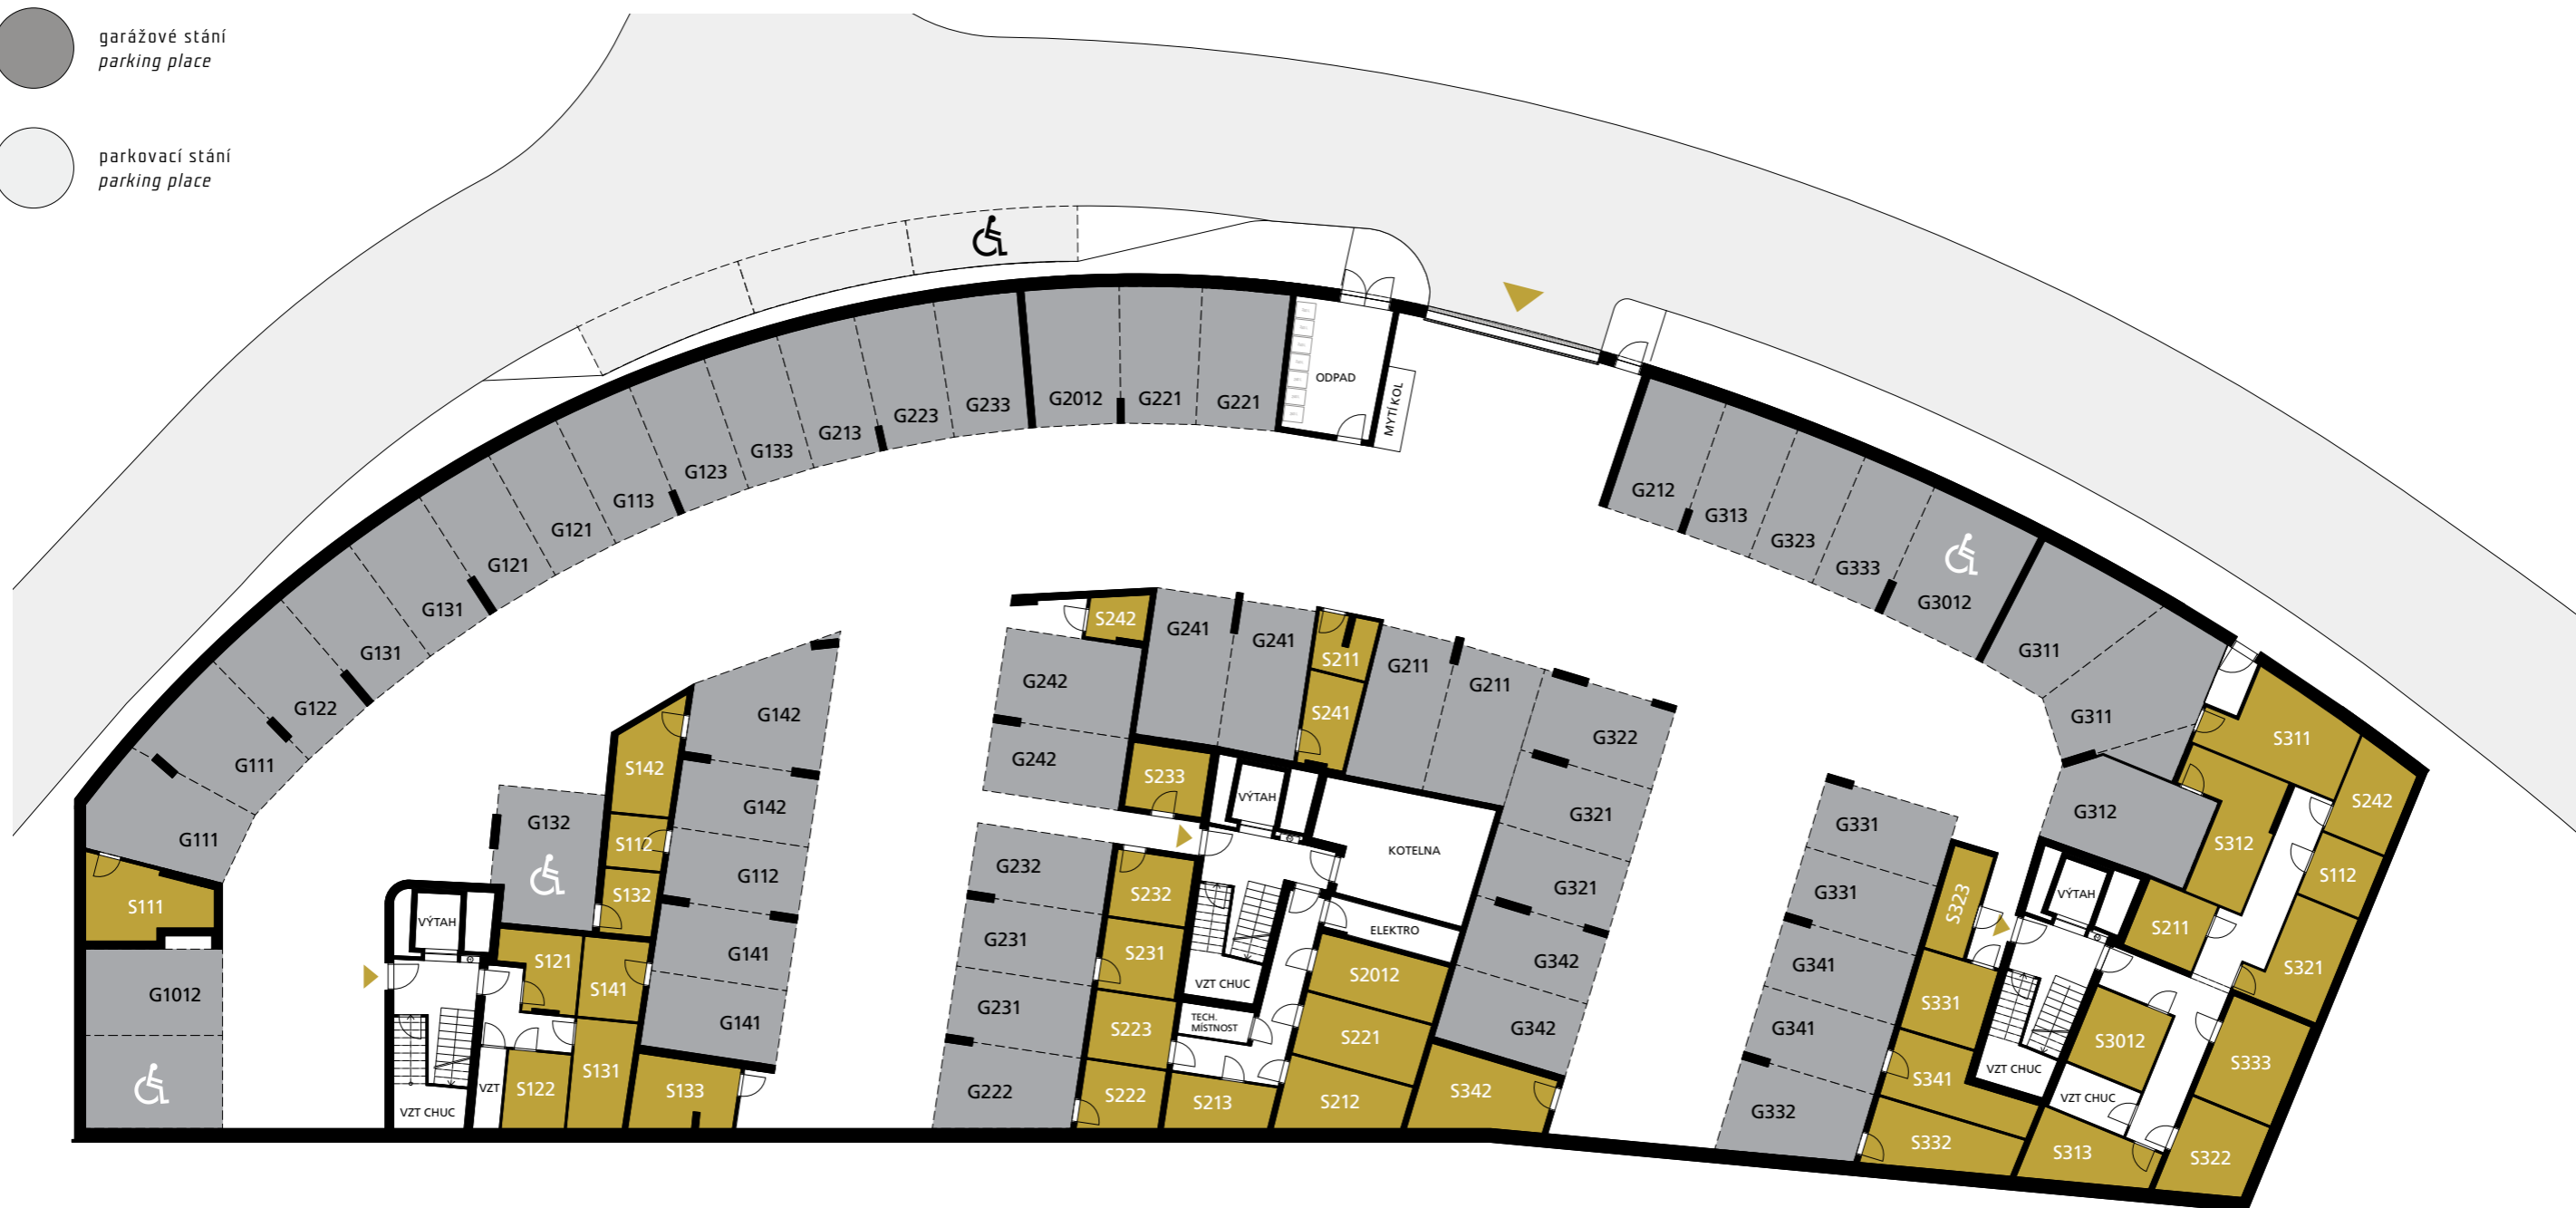 garážové stání
parking place
parkovací stání
parking place
ODPAD
MYTÍ KOL
G2012
G221
G221
G233
G223
G213
G133
G123
G113
G121
G121
G131
G131
G122
G111
G111
S111
G1012
G212
G313
G323
G333
G3012
G311
G311
G312
S311
S242
S312
S112
S211
S321
S333
S322
S3012
S313
VÝTAH
VZT CHUC
VZT CHUC
S323
S331
S341
S332
G331
G331
G341
G341
G332
S242
G241
G241
S211
S241
G211
G211
G242
G242
S233
VÝTAH
KOTELNA
ELEKTRO
G322
G321
G321
G342
G342
G232
G231
G231
G222
S232
S231
S223
S222
VZT CHUC
TECH.
MÍSTNOST
S213
S2012
S221
S212
S342
G142
G142
G112
G141
G141
S142
S112
S132
G132
VÝTAH
S121
S141
S131
S122
S133
VZT
VZT CHUC